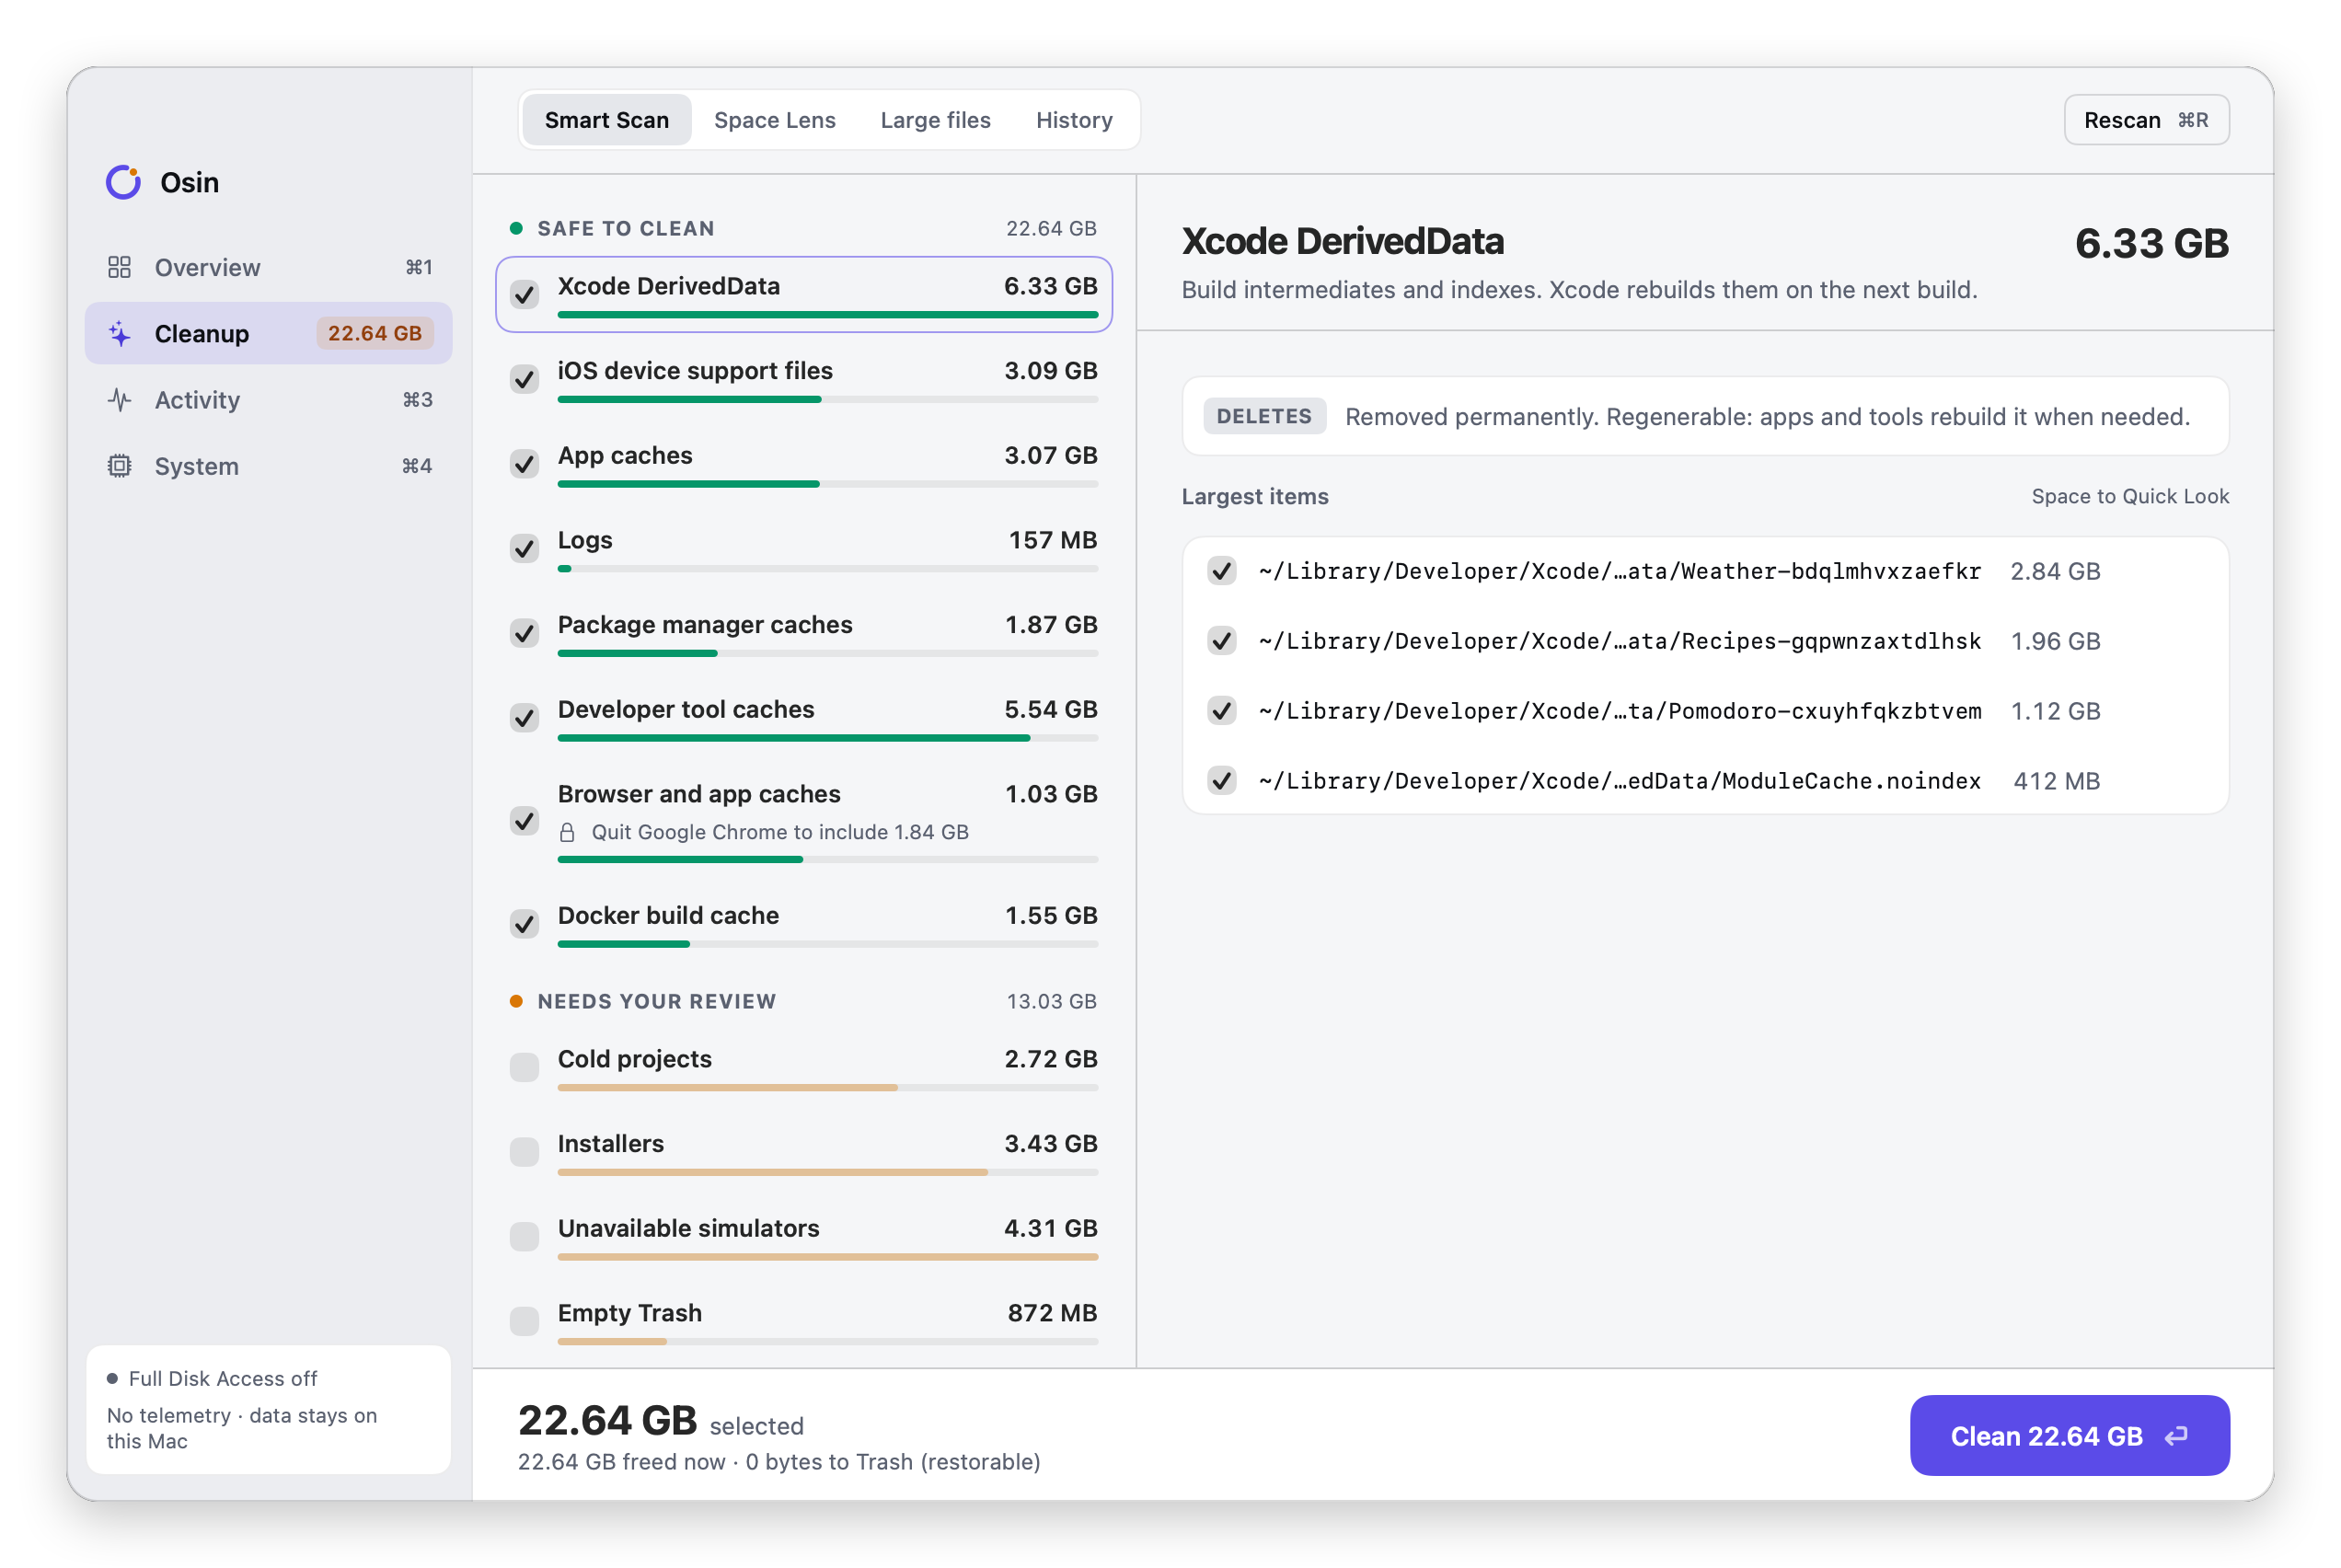 Osin
Overview ⌘1
Cleanup 22.64 GB
Activity ⌘3
System ⌘4
Full Disk Access off
No telemetry · data stays on
this Mac
Smart Scan Space Lens Large files History
Rescan ⌘R
SAFE TO CLEAN 22.64 GB
Xcode DerivedData 6.33 GB
iOS device support files 3.09 GB
App caches 3.07 GB
Logs 157 MB
Package manager caches 1.87 GB
Developer tool caches 5.54 GB
Browser and app caches 1.03 GB
Quit Google Chrome to include 1.84 GB
Docker build cache 1.55 GB
NEEDS YOUR REVIEW 13.03 GB
Cold projects 2.72 GB
Installers 3.43 GB
Unavailable simulators 4.31 GB
Empty Trash 872 MB
Xcode DerivedData 6.33 GB
Build intermediates and indexes. Xcode rebuilds them on the next build.
DELETES Removed permanently. Regenerable: apps and tools rebuild it when needed.
Largest items Space to Quick Look
~/Library/Developer/Xcode/…ata/Weather-bdqlmhvxzaefkr 2.84 GB
~/Library/Developer/Xcode/…ata/Recipes-gqpwnzaxtdlhsk 1.96 GB
~/Library/Developer/Xcode/…ta/Pomodoro-cxuyhfqkzbtvem 1.12 GB
~/Library/Developer/Xcode/…edData/ModuleCache.noindex 412 MB
22.64 GB selected
22.64 GB freed now · 0 bytes to Trash (restorable)
Clean 22.64 GB